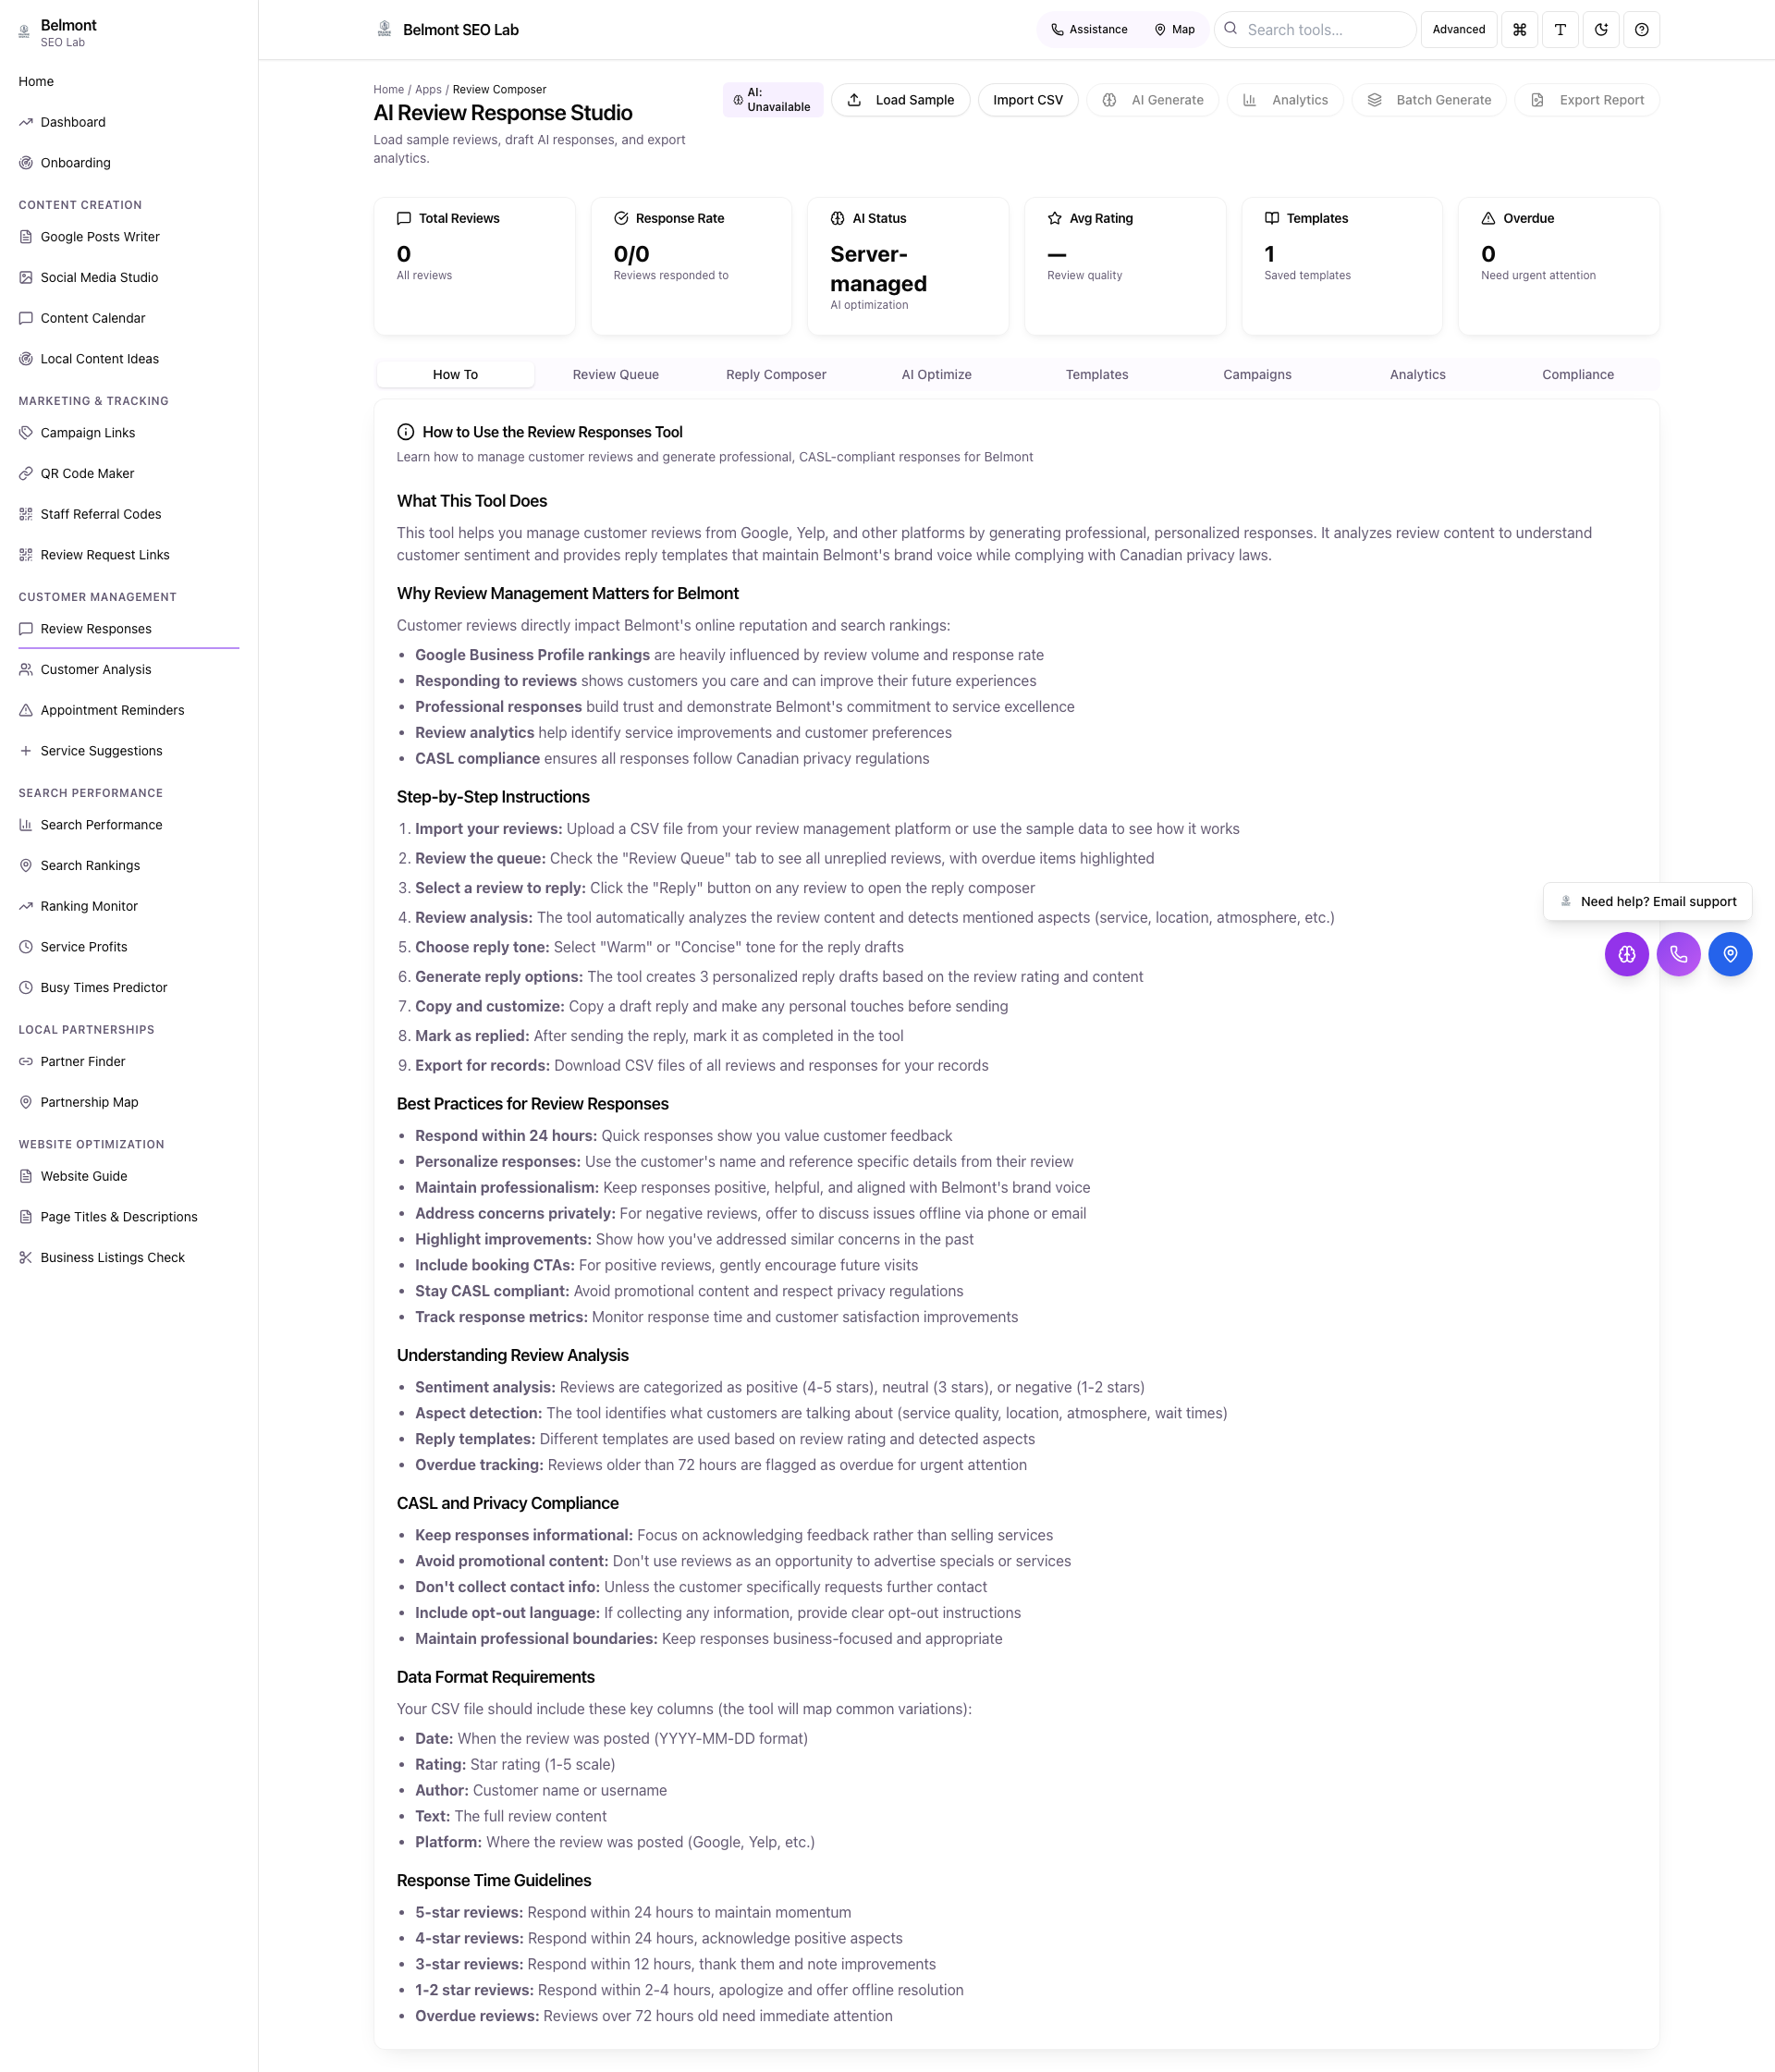 Belmont
SEO Lab
Home
Dashboard
Onboarding
CONTENT CREATION
Google Posts Writer
Social Media Studio
Content Calendar
Local Content Ideas
MARKETING & TRACKING
Campaign Links
QR Code Maker
Staff Referral Codes
Review Request Links
CUSTOMER MANAGEMENT
Review Responses
Customer Analysis
Appointment Reminders
Service Suggestions
SEARCH PERFORMANCE
Search Performance
Search Rankings
Ranking Monitor
Service Profits
Busy Times Predictor
LOCAL PARTNERSHIPS
Partner Finder
Partnership Map
WEBSITE OPTIMIZATION
Website Guide
Page Titles & Descriptions
Business Listings Check
Belmont SEO Lab
Assistance
Map
Search tools...
Advanced
Home / Apps / Review Composer
AI Review Response Studio
Load sample reviews, draft AI responses, and export
analytics.
AI:
Unavailable
Load Sample
Import CSV
AI Generate
Analytics
Batch Generate
Export Report
Total Reviews
0
All reviews
Response Rate
0/0
Reviews responded to
AI Status
Server-
managed
AI optimization
Avg Rating
—
Review quality
Templates
1
Saved templates
Overdue
0
Need urgent attention
How To
Review Queue
Reply Composer
AI Optimize
Templates
Campaigns
Analytics
Compliance
How to Use the Review Responses Tool
Learn how to manage customer reviews and generate professional, CASL-compliant responses for Belmont
What This Tool Does
This tool helps you manage customer reviews from Google, Yelp, and other platforms by generating professional, personalized responses. It analyzes review content to understand
customer sentiment and provides reply templates that maintain Belmont's brand voice while complying with Canadian privacy laws.
Why Review Management Matters for Belmont
Customer reviews directly impact Belmont's online reputation and search rankings:
• Google Business Profile rankings are heavily influenced by review volume and response rate
• Responding to reviews shows customers you care and can improve their future experiences
• Professional responses build trust and demonstrate Belmont's commitment to service excellence
• Review analytics help identify service improvements and customer preferences
• CASL compliance ensures all responses follow Canadian privacy regulations
Step-by-Step Instructions
1. Import your reviews: Upload a CSV file from your review management platform or use the sample data to see how it works
2. Review the queue: Check the "Review Queue" tab to see all unreplied reviews, with overdue items highlighted
3. Select a review to reply: Click the "Reply" button on any review to open the reply composer
4. Review analysis: The tool automatically analyzes the review content and detects mentioned aspects (service, location, atmosphere, etc.)
5. Choose reply tone: Select "Warm" or "Concise" tone for the reply drafts
6. Generate reply options: The tool creates 3 personalized reply drafts based on the review rating and content
7. Copy and customize: Copy a draft reply and make any personal touches before sending
8. Mark as replied: After sending the reply, mark it as completed in the tool
9. Export for records: Download CSV files of all reviews and responses for your records
Need help? Email support
Best Practices for Review Responses
• Respond within 24 hours: Quick responses show you value customer feedback
• Personalize responses: Use the customer's name and reference specific details from their review
• Maintain professionalism: Keep responses positive, helpful, and aligned with Belmont's brand voice
• Address concerns privately: For negative reviews, offer to discuss issues offline via phone or email
• Highlight improvements: Show how you've addressed similar concerns in the past
• Include booking CTAs: For positive reviews, gently encourage future visits
• Stay CASL compliant: Avoid promotional content and respect privacy regulations
• Track response metrics: Monitor response time and customer satisfaction improvements
Understanding Review Analysis
• Sentiment analysis: Reviews are categorized as positive (4-5 stars), neutral (3 stars), or negative (1-2 stars)
• Aspect detection: The tool identifies what customers are talking about (service quality, location, atmosphere, wait times)
• Reply templates: Different templates are used based on review rating and detected aspects
• Overdue tracking: Reviews older than 72 hours are flagged as overdue for urgent attention
CASL and Privacy Compliance
• Keep responses informational: Focus on acknowledging feedback rather than selling services
• Avoid promotional content: Don't use reviews as an opportunity to advertise specials or services
• Don't collect contact info: Unless the customer specifically requests further contact
• Include opt-out language: If collecting any information, provide clear opt-out instructions
• Maintain professional boundaries: Keep responses business-focused and appropriate
Data Format Requirements
Your CSV file should include these key columns (the tool will map common variations):
• Date: When the review was posted (YYYY-MM-DD format)
• Rating: Star rating (1-5 scale)
• Author: Customer name or username
• Text: The full review content
• Platform: Where the review was posted (Google, Yelp, etc.)
Response Time Guidelines
• 5-star reviews: Respond within 24 hours to maintain momentum
• 4-star reviews: Respond within 24 hours, acknowledge positive aspects
• 3-star reviews: Respond within 12 hours, thank them and note improvements
• 1-2 star reviews: Respond within 2-4 hours, apologize and offer offline resolution
• Overdue reviews: Reviews over 72 hours old need immediate attention